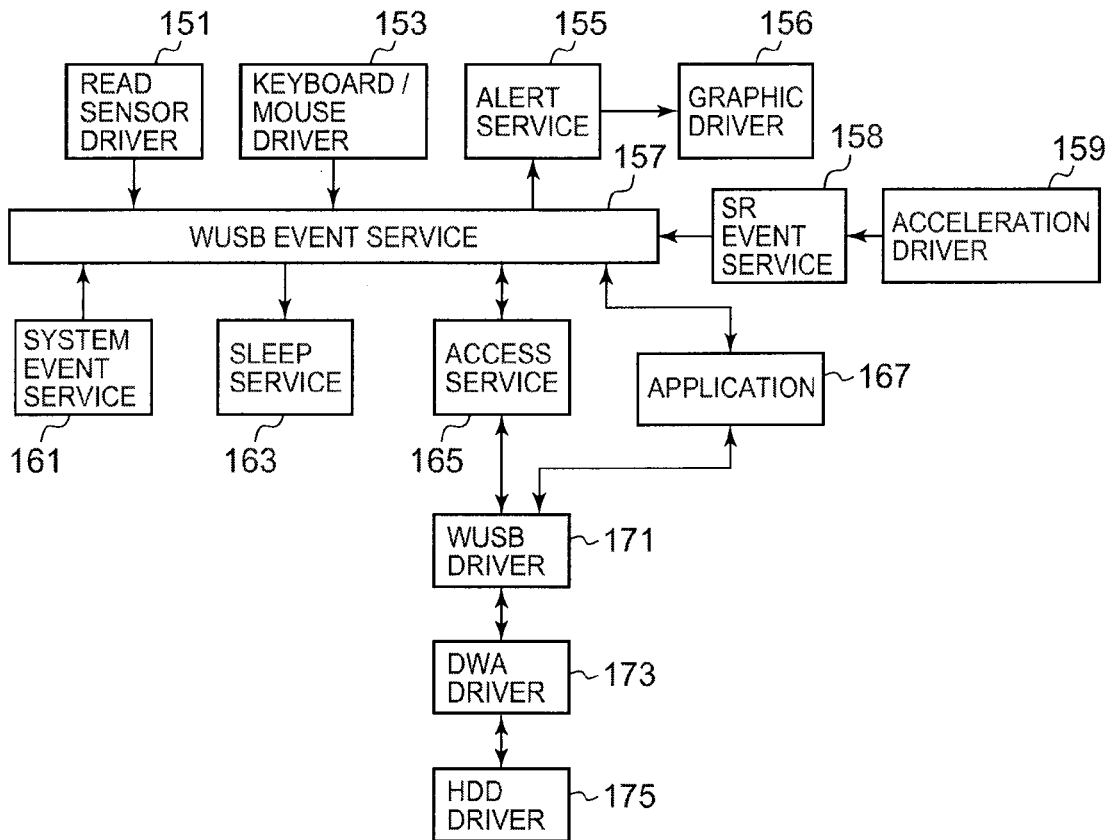 151
153
155
156
READ
SENSOR
DRIVER
KEYBOARD /
MOUSE
DRIVER
ALERT
SERVICE
GRAPHIC
DRIVER
157
158
159
WUSB EVENT SERVICE
SR
EVENT
SERVICE
ACCELERATION
DRIVER
SYSTEM
EVENT
SERVICE
SLEEP
SERVICE
ACCESS
SERVICE
APPLICATION
167
161
163
165
WUSB
DRIVER
171
DWA
DRIVER
173
HDD
DRIVER
175